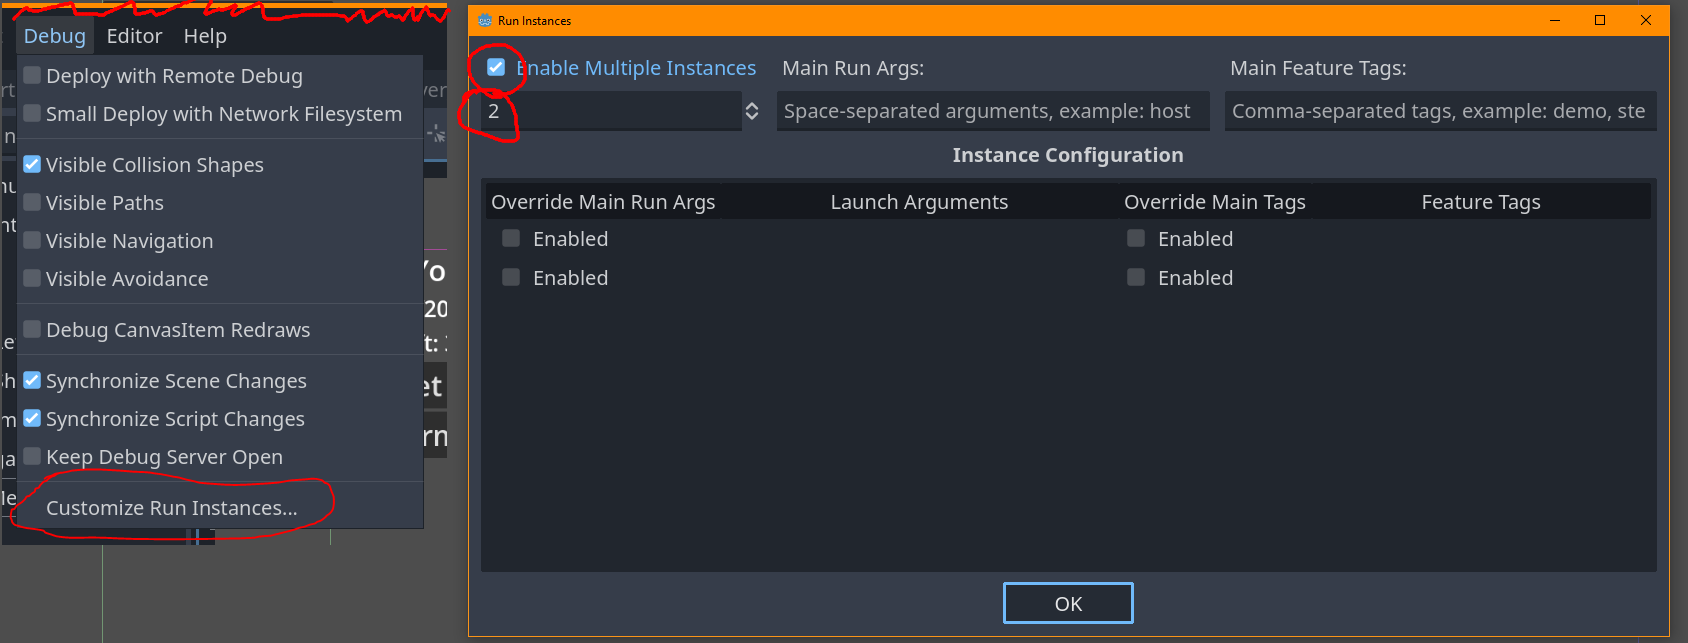 Debug Editor Help
Deploy with Remote Debug
Small Deploy with Network Filesystem
Visible Collision Shapes
Visible Paths
Visible Navigation
Visible Avoidance
Debug CanvasItem Redraws
Synchronize Scene Changes
Synchronize Script Changes
Keep Debug Server Open
Customize Run Instances...
Run Instances
Enable Multiple Instances Main Run Args: Main Feature Tags:
2 Space-separated arguments, example: host Comma-separated tags, example: demo, ste
Instance Configuration
Override Main Run Args Launch Arguments Override Main Tags Feature Tags
Enabled Enabled
Enabled Enabled
OK